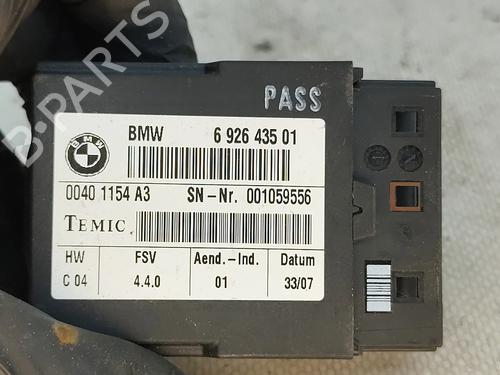 PASS
BMW 6 926 435 01
BMW
0040 1154 A3 SN-Nr. 001059556
TEMIC
HW FSV Aend.-Ind. Datum
C 04 4.4.0 01 33/07
B-PARTS